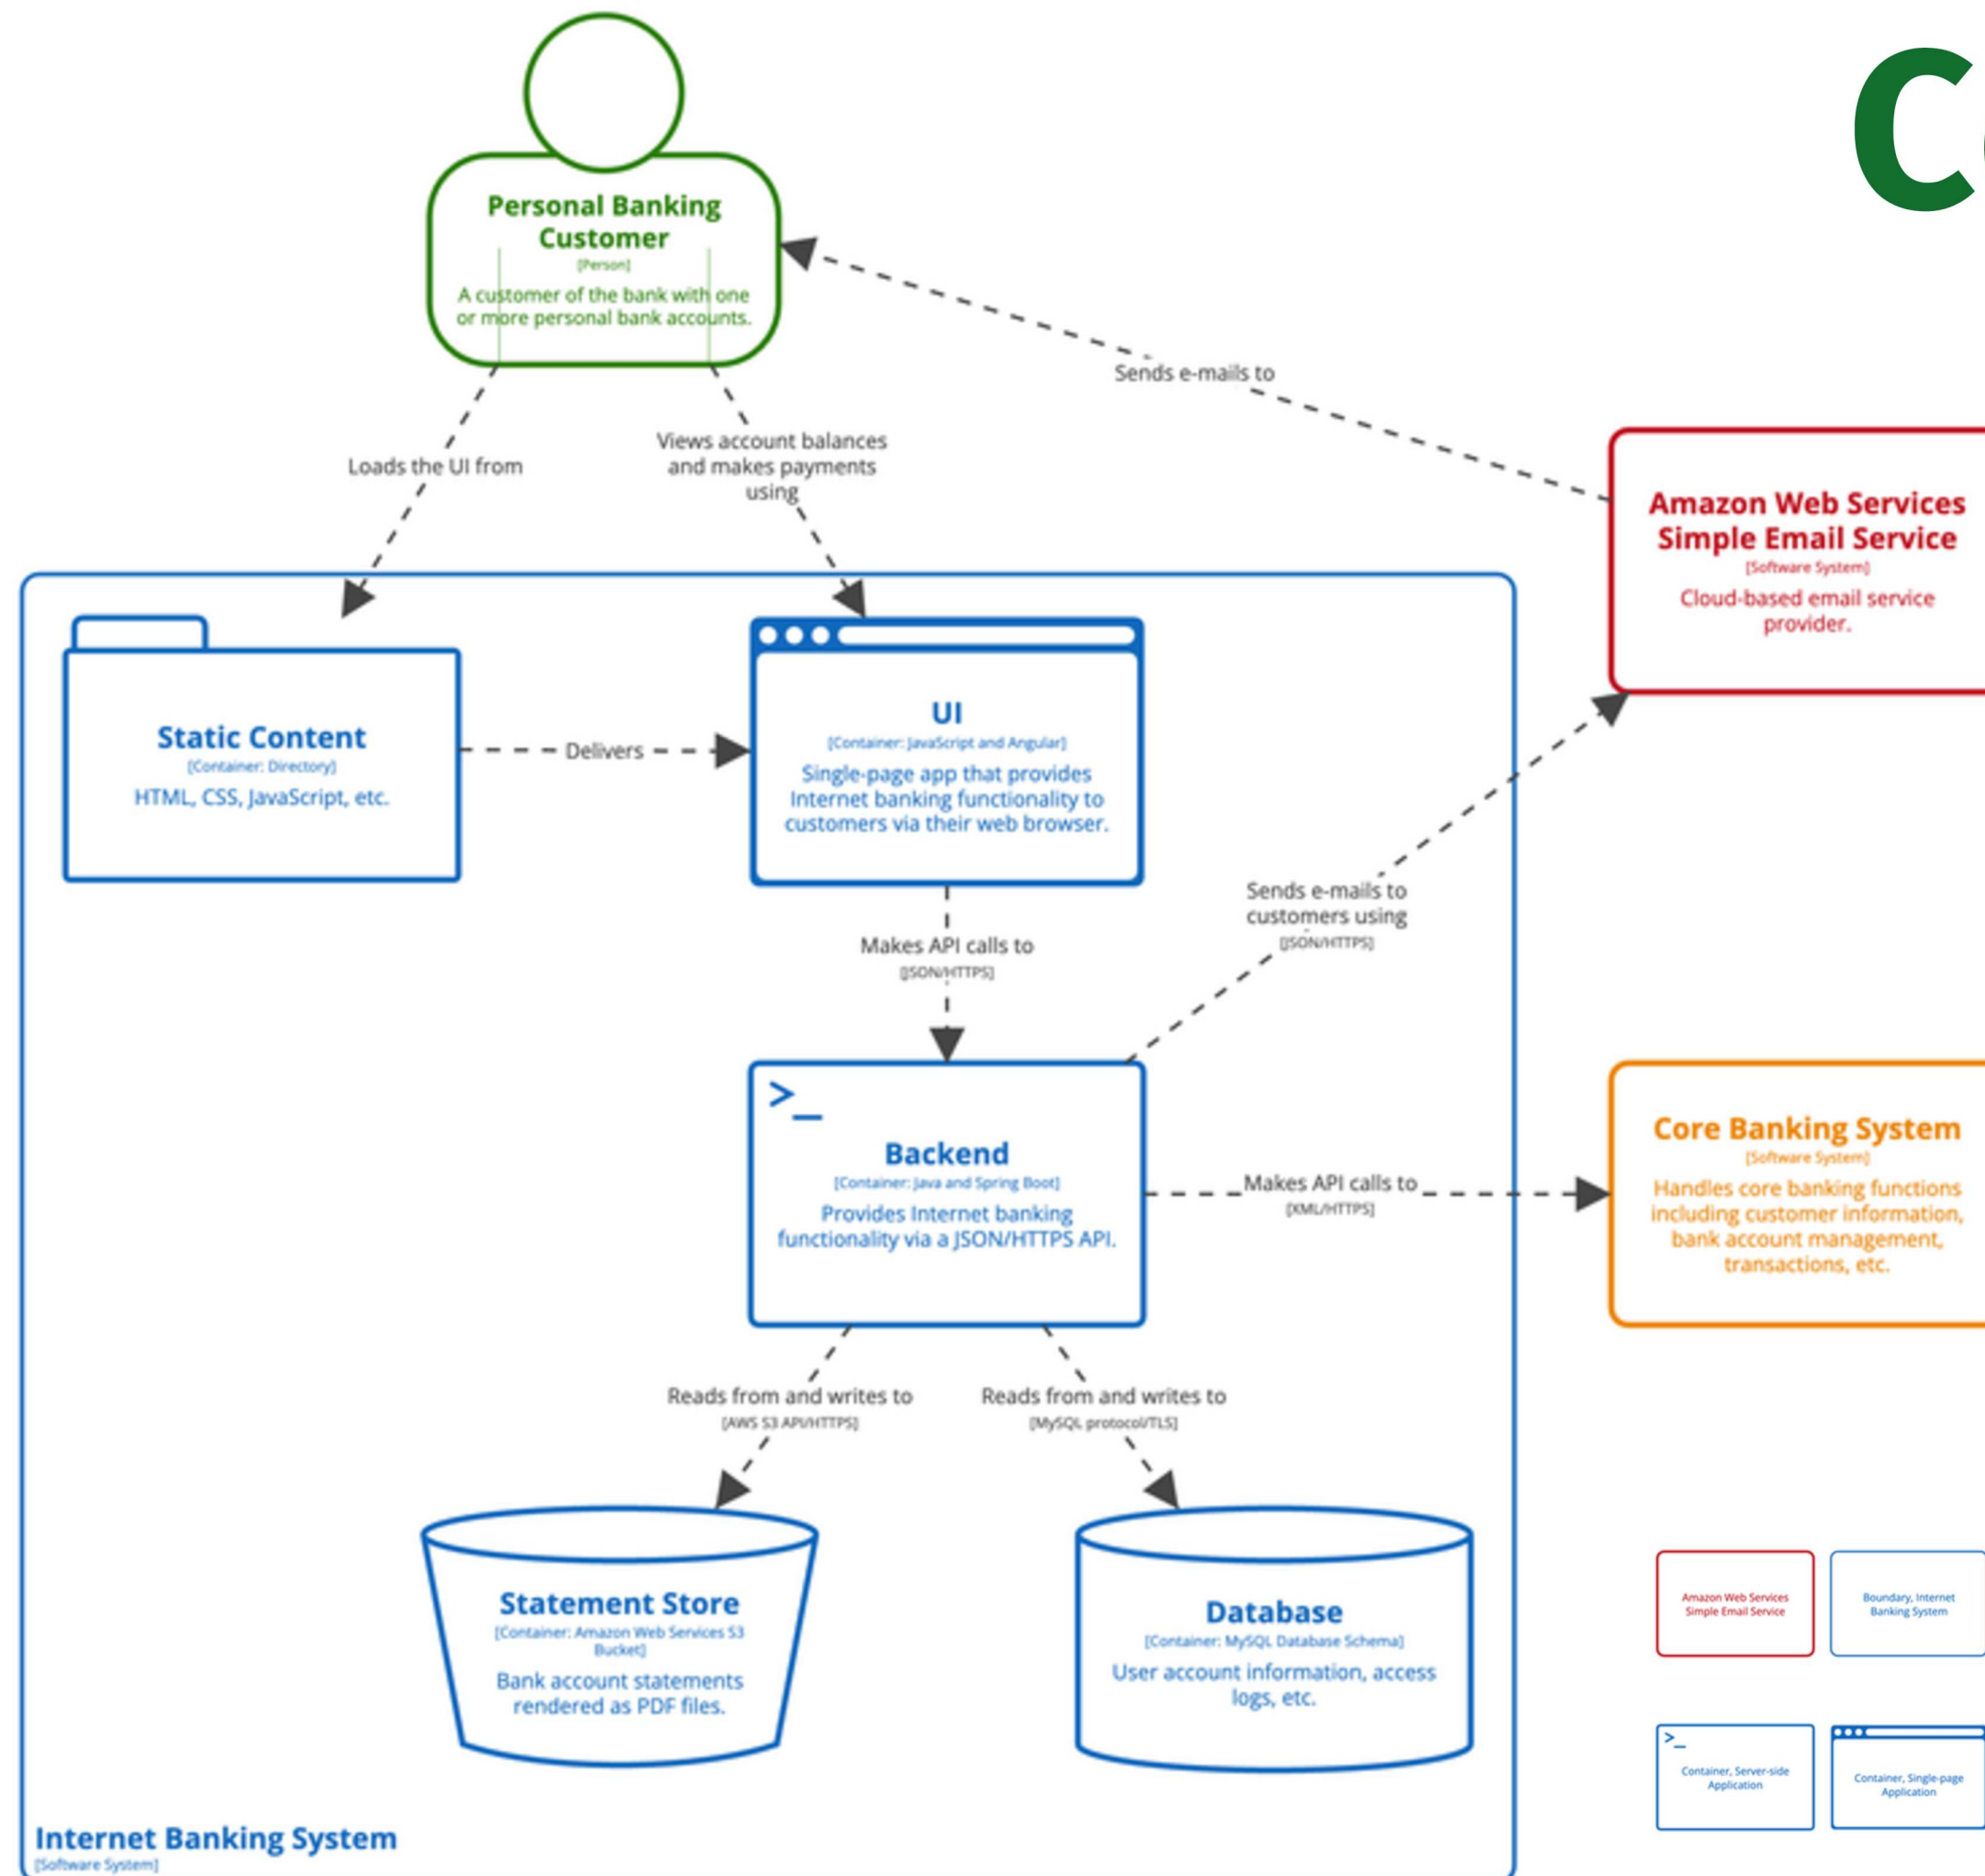 Personal Banking
Customer
[Person]
A customer of the bank with one
or more personal bank accounts.
Sends e-mails to
Loads the UI from
Views account balances
and makes payments
using
Amazon Web Services
Simple Email Service
[Software System]
Cloud-based email service
provider.
Static Content
[Container: Directory]
HTML, CSS, JavaScript, etc.
Delivers
UI
[Container: JavaScript and Angular]
Single-page app that provides
Internet banking functionality to
customers via their web browser.
Makes API calls to
[JSON/HTTPS]
Sends e-mails to
customers using
[JSON/HTTPS]
>_
Backend
[Container: Java and Spring Boot]
Provides Internet banking
functionality via a JSON/HTTPS API.
Makes API calls to
[XML/HTTPS]
Core Banking System
[Software System]
Handles core banking functions
including customer information,
bank account management,
transactions, etc.
Reads from and writes to
[AWS S3 API/HTTPS]
Reads from and writes to
[MySQL protocol/TLS]
Statement Store
[Container: Amazon Web Services S3
Bucket]
Bank account statements
rendered as PDF files.
Database
[Container: MySQL Database Schema]
User account information, access
logs, etc.
Amazon Web Services
Simple Email Service
Boundary, Internet
Banking System
>_
Container, Server-side
Application
Container, Single-page
Application
Internet Banking System
[Software System]